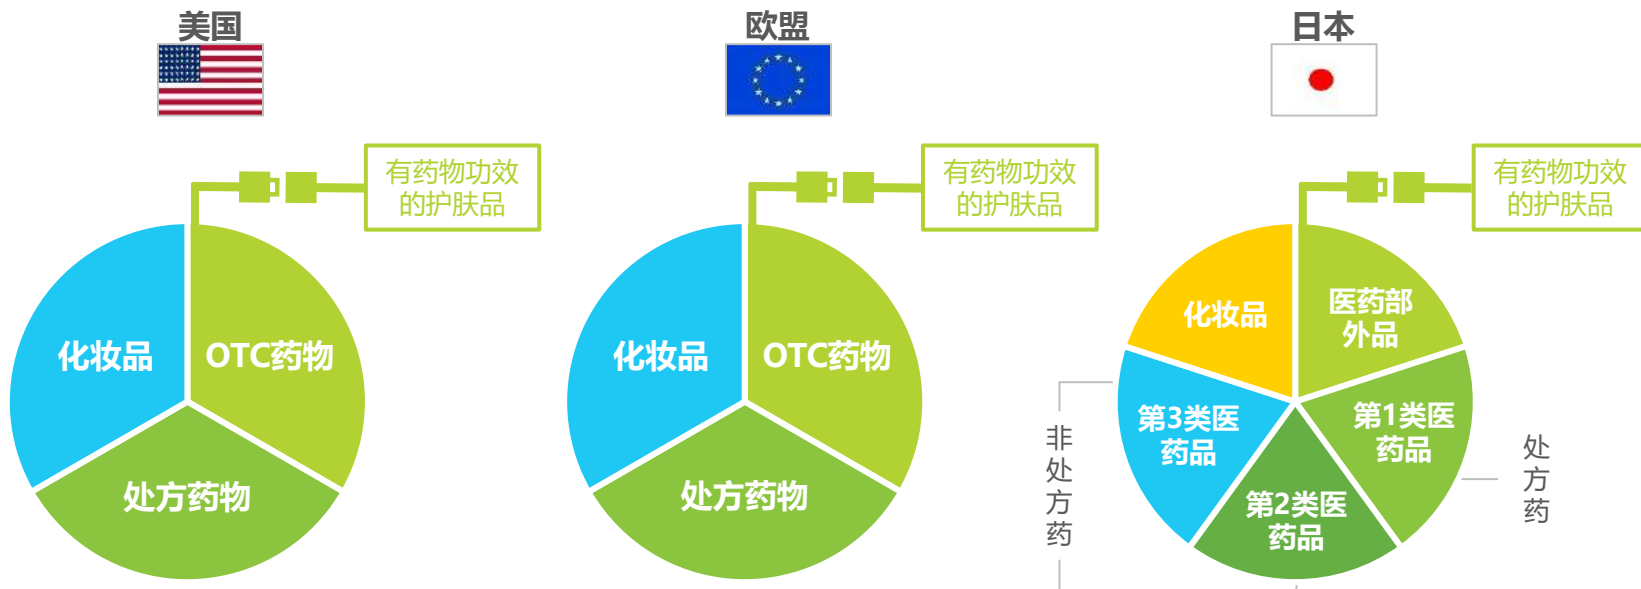 美国
欧盟
日本
有药物功效
的护肤品
有药物功效
的护肤品
有药物功效
的护肤品
化妆品
OTC药物
处方药物
化妆品
OTC药物
处方药物
化妆品
医药部
外品
第3类医
药品
第1类医
药品
第2类医
药品
非处方药
处方药